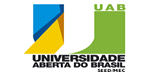 UAB
UNIVERSIDADE
ABERTA DO BRASIL
SEED/MEC